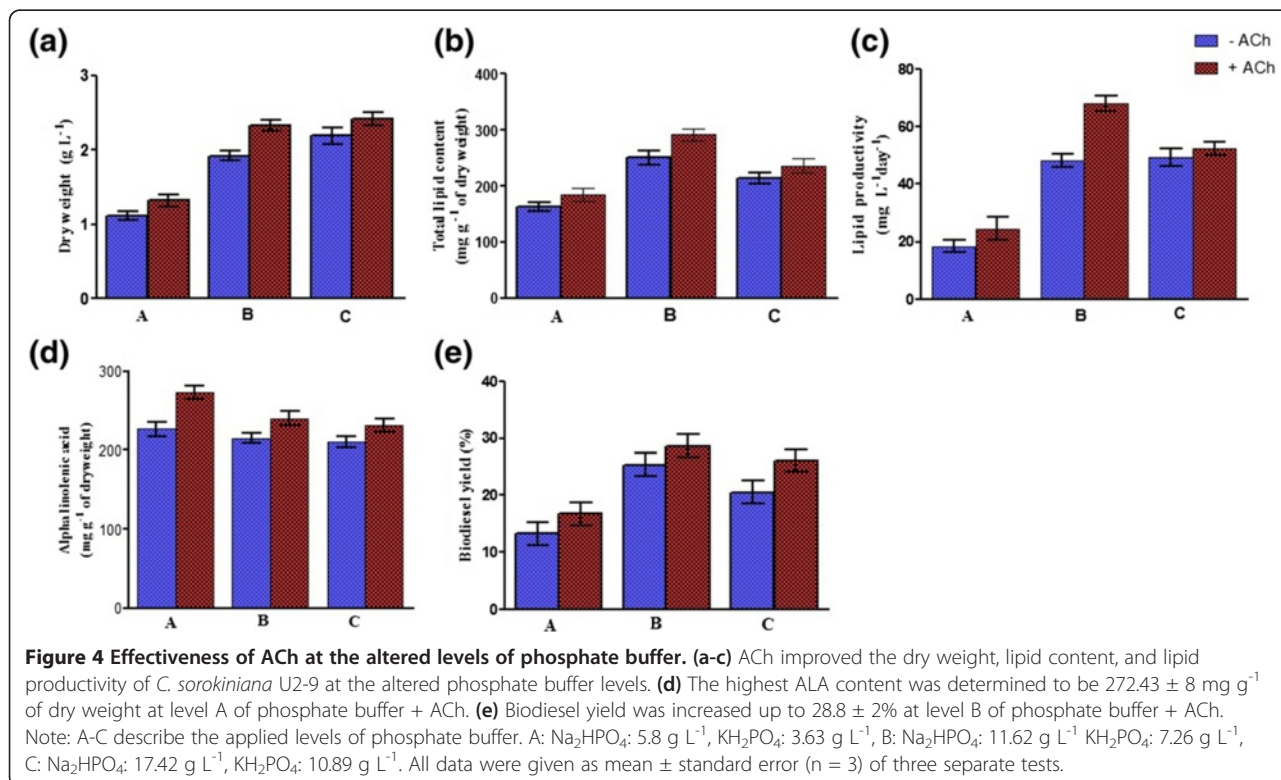 (a)
3
2
1
0
Dry weight (g L⁻¹)
A
B
C
(b)
400
300
200
100
0
Total lipid content
(mg g⁻¹ of dry weight)
A
B
C
(c)
80
60
40
20
0
Lipid productivity
(mg L⁻¹day⁻¹)
A
B
C
- ACh
+ ACh
(d)
300
200
100
0
Alpha linolenic acid
(mg g⁻¹ of dryweight)
A
B
C
(e)
40
30
20
10
0
Biodiesel yield (%)
A
B
C
Figure 4 Effectiveness of ACh at the altered levels of phosphate buffer. (a-c) ACh improved the dry weight, lipid content, and lipid
productivity of C. sorokiniana U2-9 at the altered phosphate buffer levels. (d) The highest ALA content was determined to be 272.43 ± 8 mg g⁻¹
of dry weight at level A of phosphate buffer + ACh. (e) Biodiesel yield was increased up to 28.8 ± 2% at level B of phosphate buffer + ACh.
Note: A-C describe the applied levels of phosphate buffer. A: Na₂HPO₄: 5.8 g L⁻¹, KH₂PO₄: 3.63 g L⁻¹, B: Na₂HPO₄: 11.62 g L⁻¹ KH₂PO₄: 7.26 g L⁻¹,
C: Na₂HPO₄: 17.42 g L⁻¹, KH₂PO₄: 10.89 g L⁻¹. All data were given as mean ± standard error (n = 3) of three separate tests.